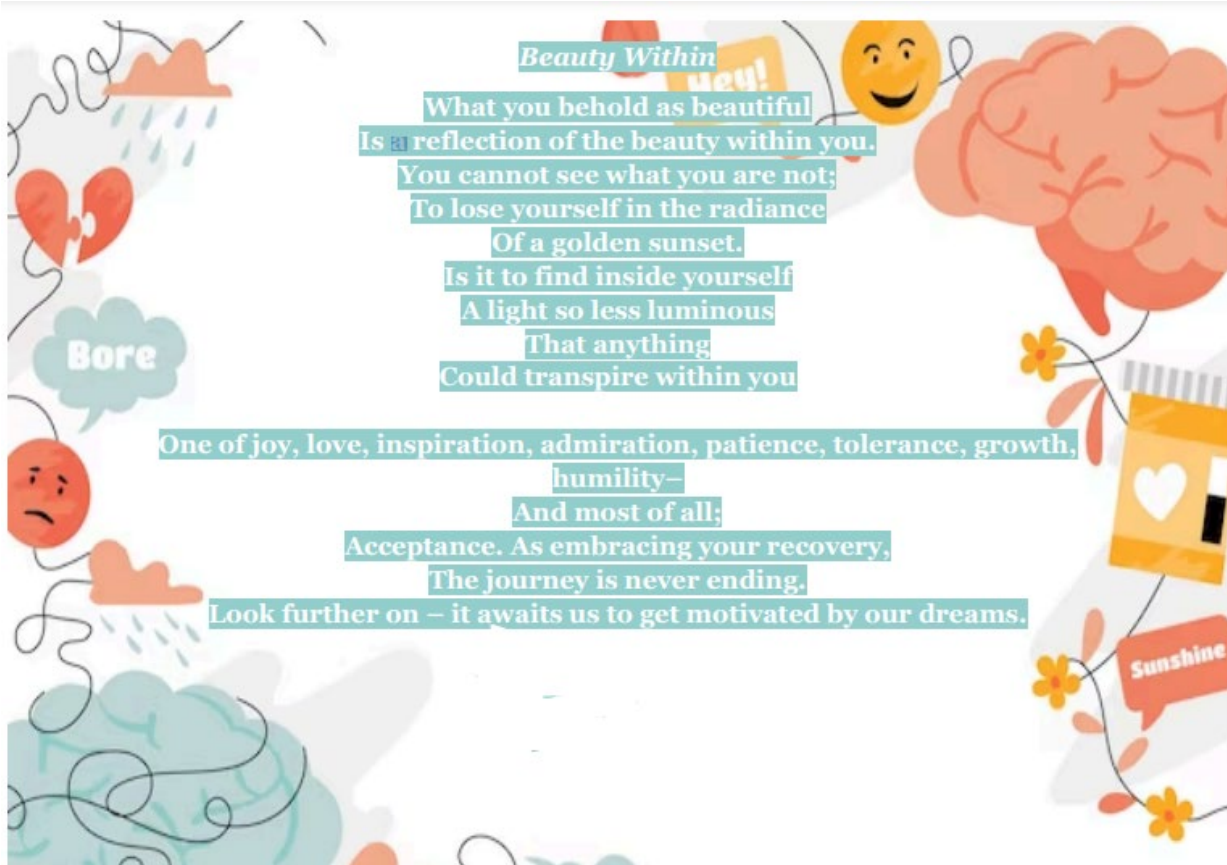 Beauty Within
Hey!
What you behold as beautiful
Is a reflection of the beauty within you.
You cannot see what you are not;
To lose yourself in the radiance
Of a golden sunset.
Is it to find inside yourself
A light so less luminous
That anything
Could transpire within you
Bore
One of joy, love, inspiration, admiration, patience, tolerance, growth,
humility–
And most of all;
Acceptance. As embracing your recovery,
The journey is never ending.
Look further on – it awaits us to get motivated by our dreams.
Sunshine